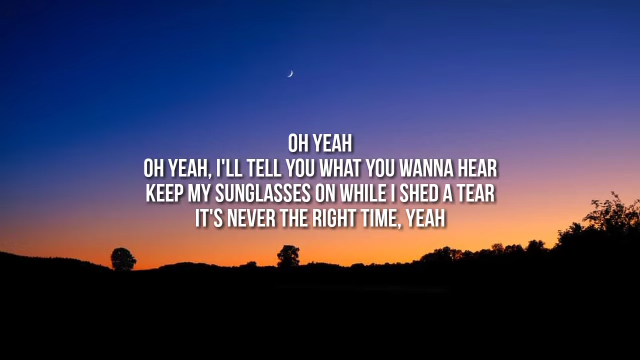 OH YEAH
OH YEAH, I'LL TELL YOU WHAT YOU WANNA HEAR
KEEP MY SUNGLASSES ON WHILE I SHED A TEAR
IT'S NEVER THE RIGHT TIME, YEAH